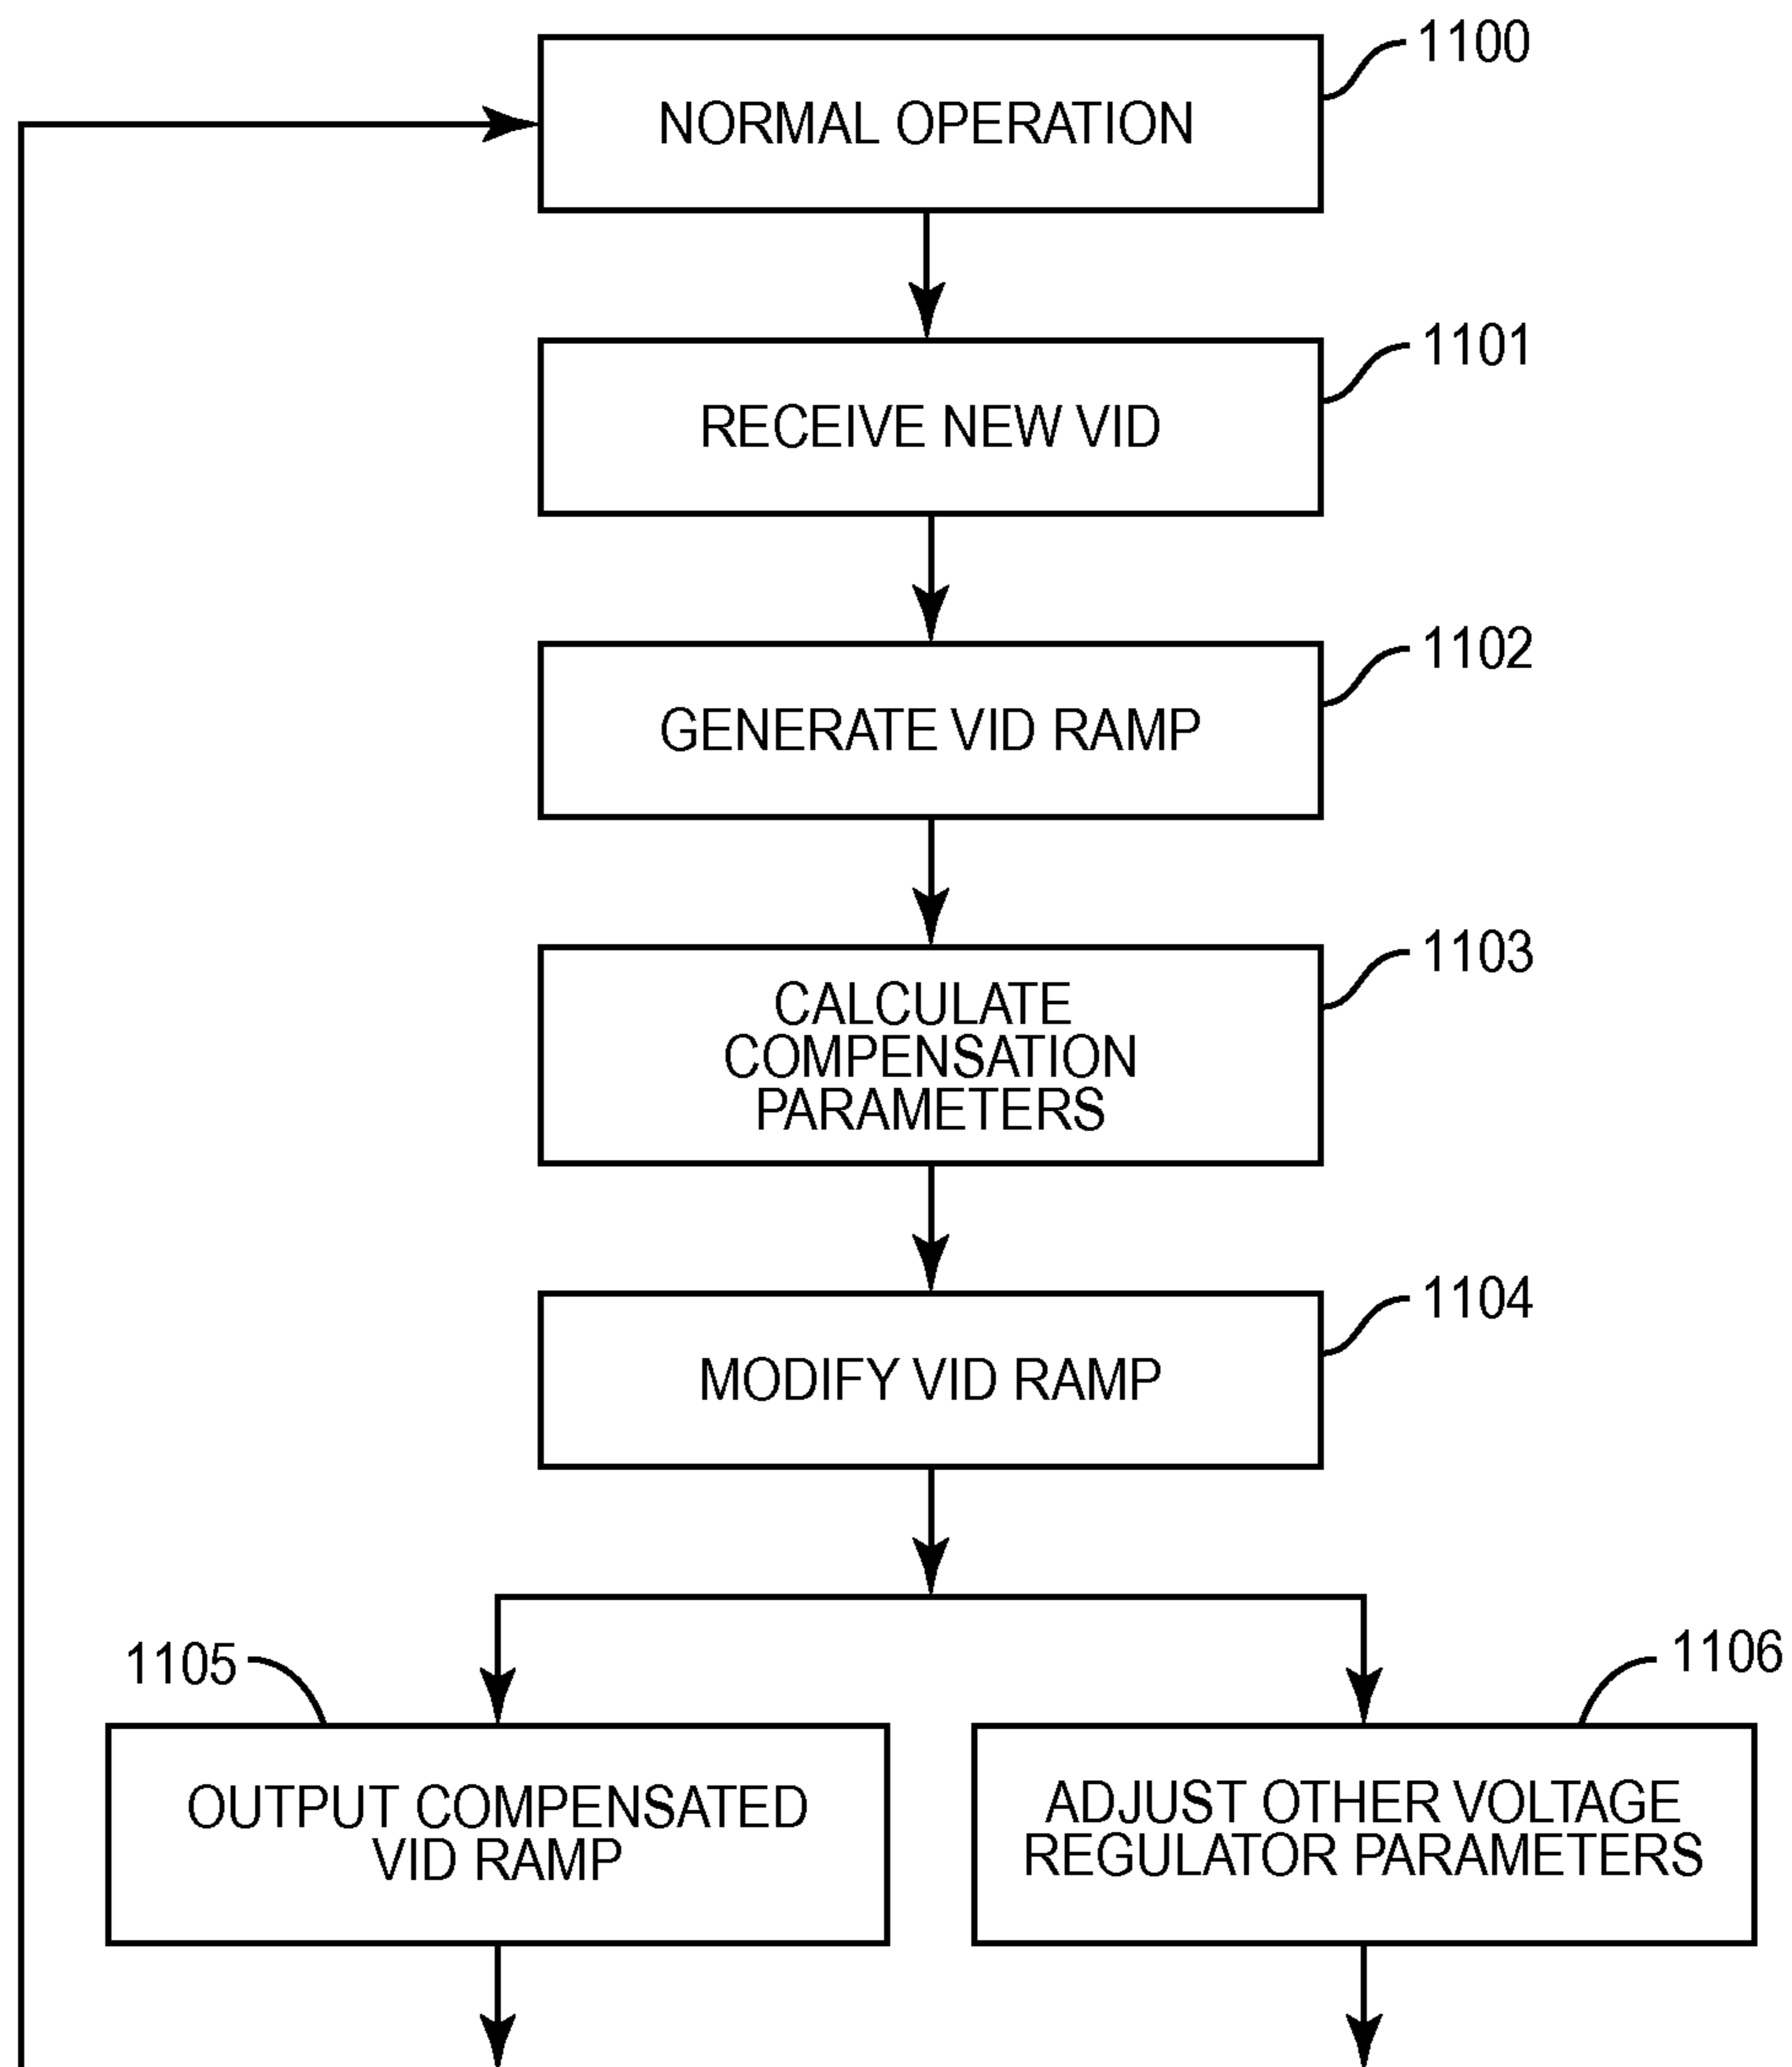 1100
NORMAL OPERATION
1101
RECEIVE NEW VID
1102
GENERATE VID RAMP
1103
CALCULATE
COMPENSATION
PARAMETERS
1104
MODIFY VID RAMP
1105
1106
OUTPUT COMPENSATED
VID RAMP
ADJUST OTHER VOLTAGE
REGULATOR PARAMETERS